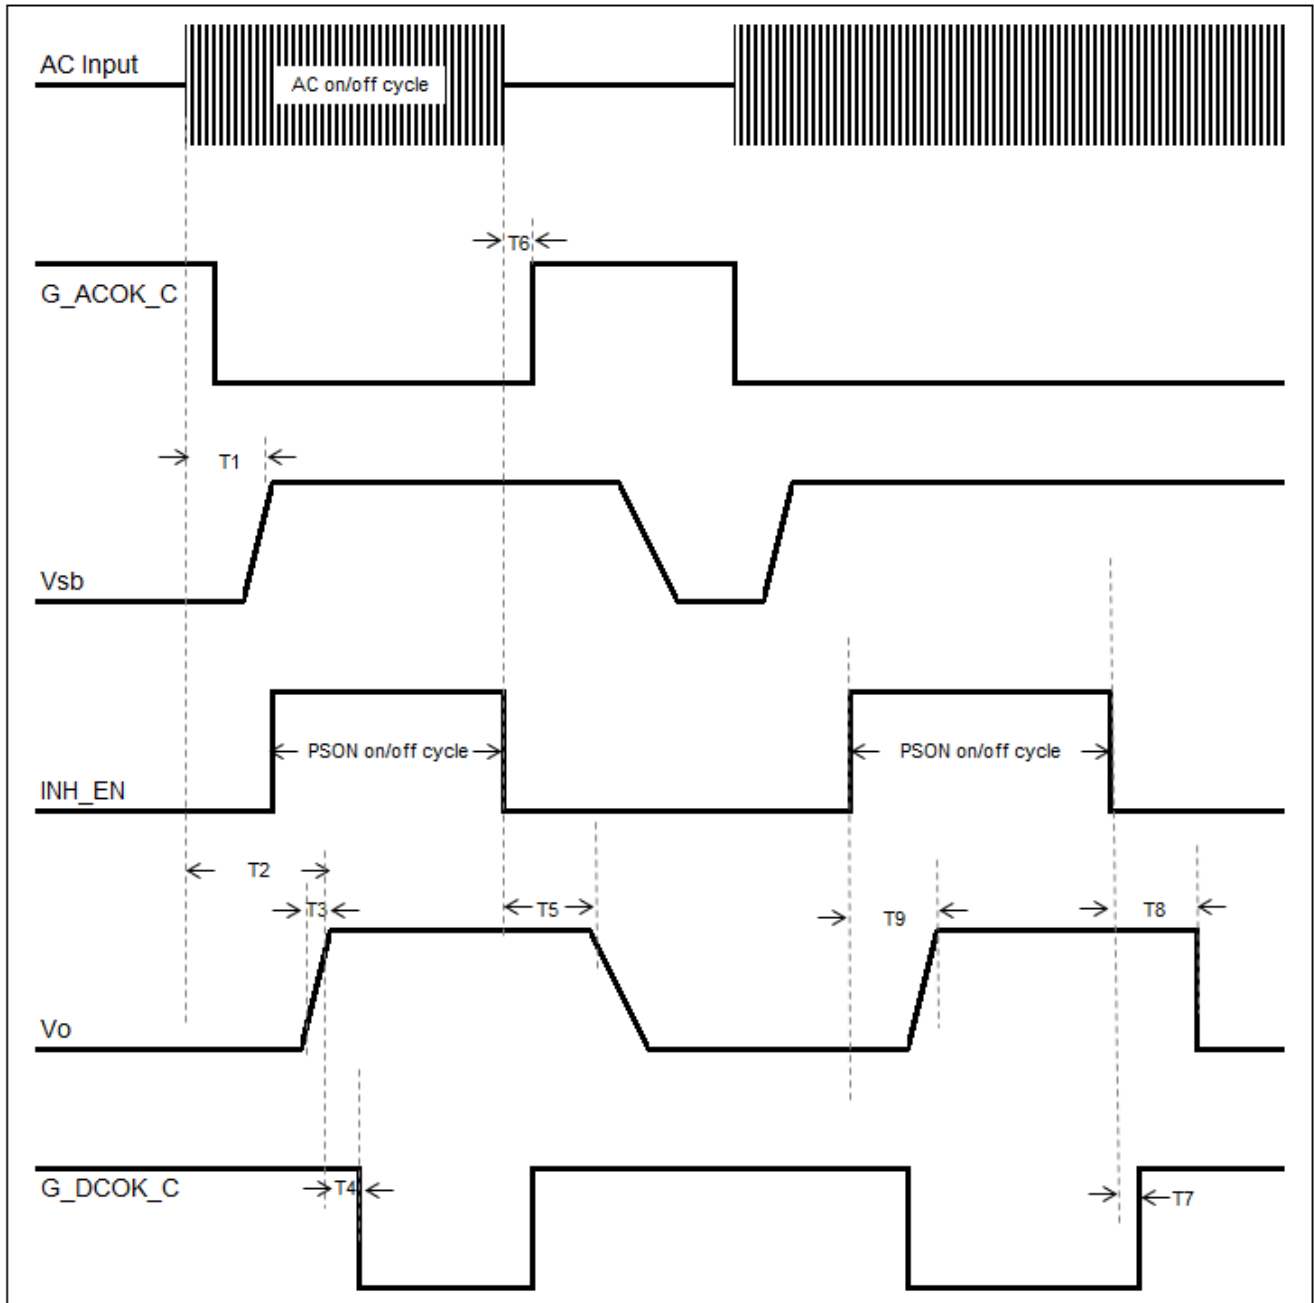 AC Input
AC on/off cycle
T6
G_ACOK_C
T1
Vsb
PSON on/off cycle
PSON on/off cycle
INH_EN
T2
T3
T5
T9
T8
Vo
G_DCOK_C
T4
T7